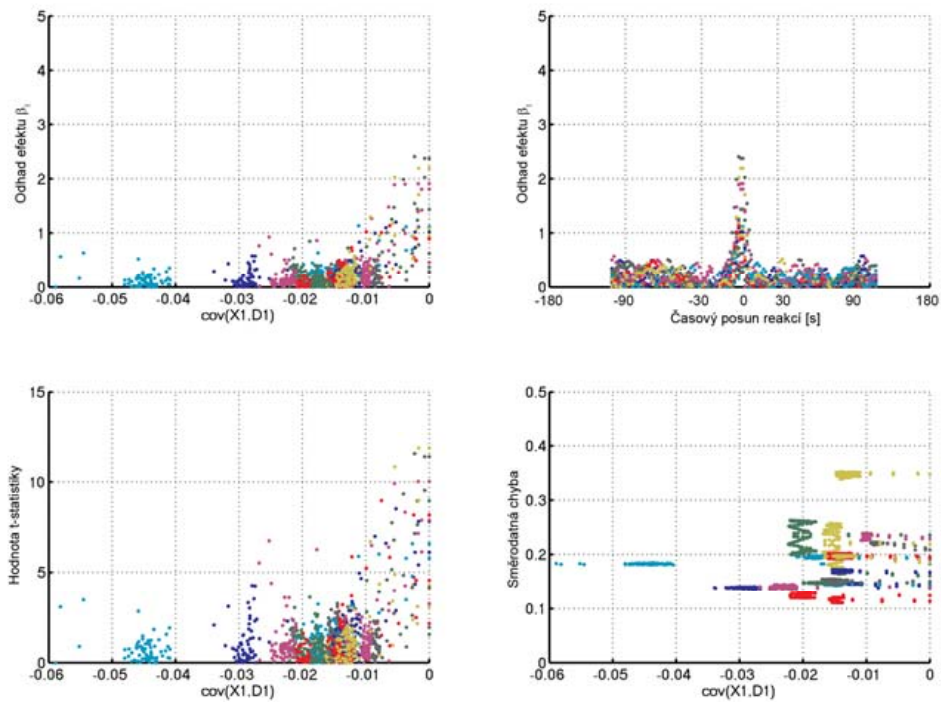 5
4
3
2
1
0
Odhad efektu β₁
-0.06 -0.05 -0.04 -0.03 -0.02 -0.01 0
cov(X1,D1)
5
4
3
2
1
0
Odhad efektu β₁
-180 -90 -30 0 30 90 180
Časový posun reakcí [s]
15
10
5
0
Hodnota t-statistiky
-0.06 -0.05 -0.04 -0.03 -0.02 -0.01 0
cov(X1,D1)
0.5
0.4
0.3
0.2
0.1
0
Směrodatná chyba
-0.06 -0.05 -0.04 -0.03 -0.02 -0.01 0
cov(X1,D1)